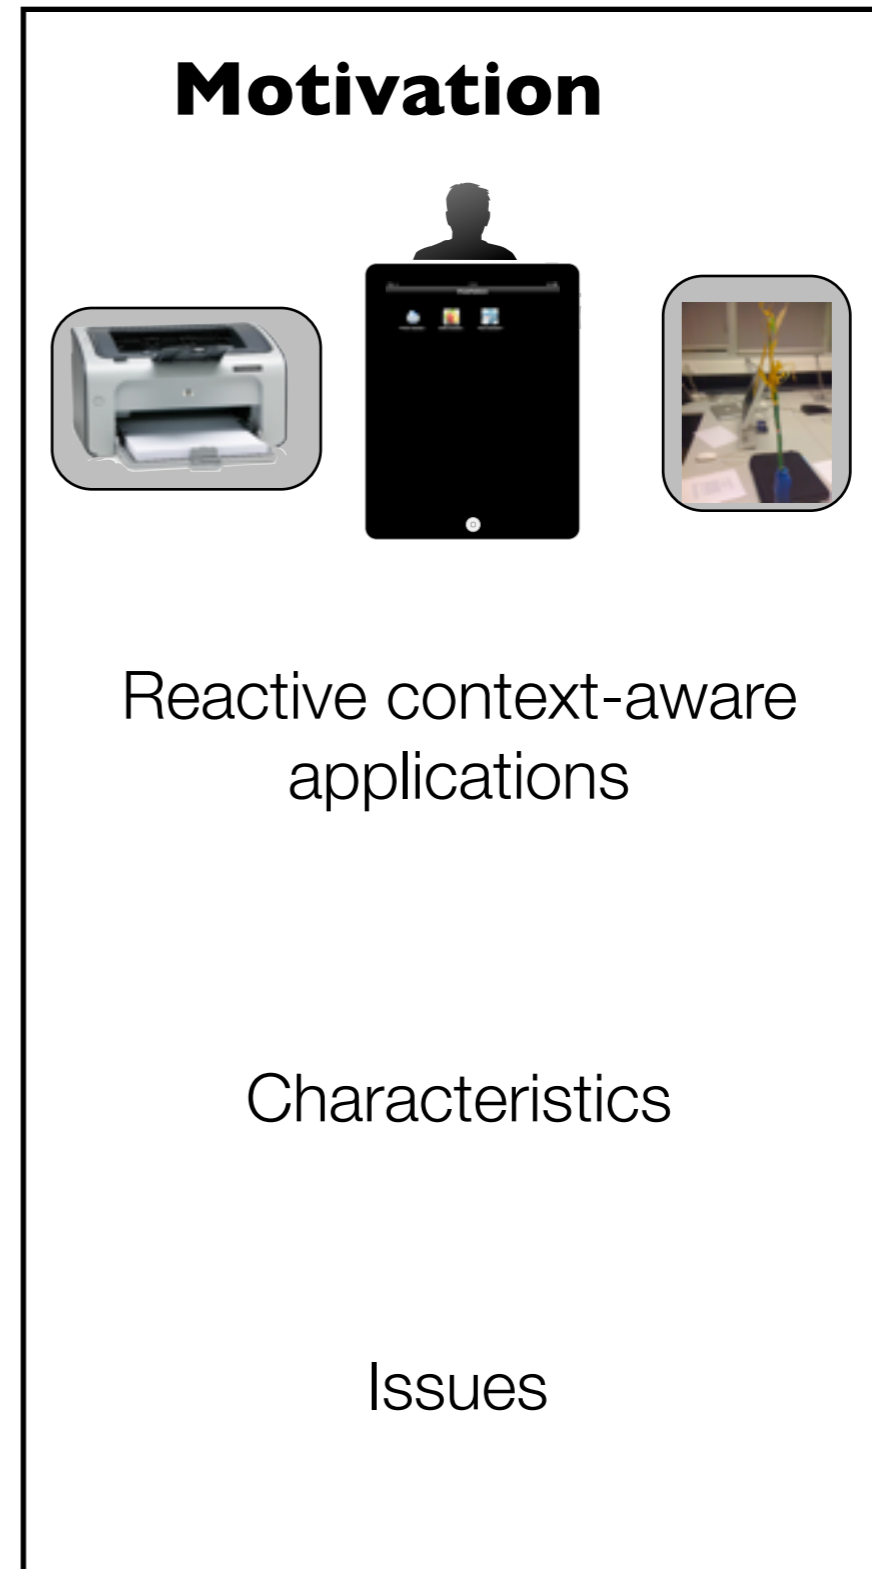 Motivation
Reactive context-aware
applications
Characteristics
Issues